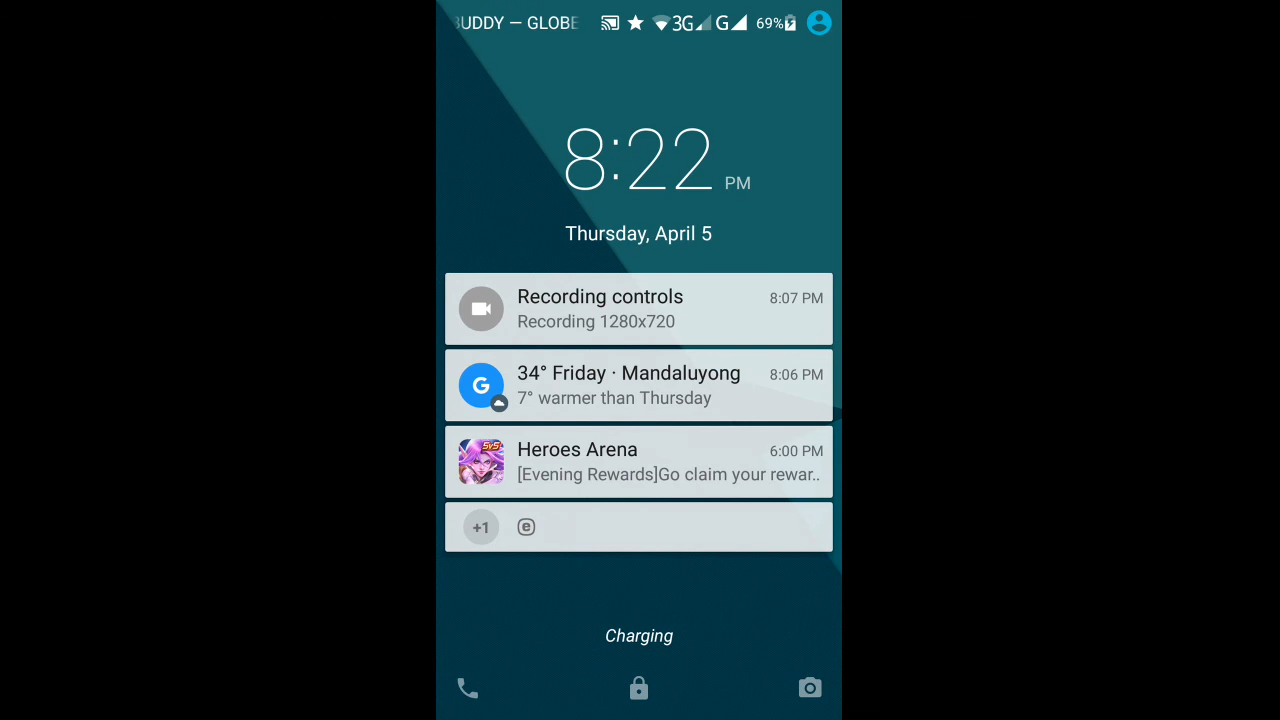 BUDDY — GLOBE 3G G 69%
8:22 PM
Thursday, April 5
Recording controls 8:07 PM
Recording 1280x720
34° Friday · Mandaluyong 8:06 PM
7° warmer than Thursday
SV5
Heroes Arena 6:00 PM
[Evening Rewards]Go claim your rewar..
+1
Charging